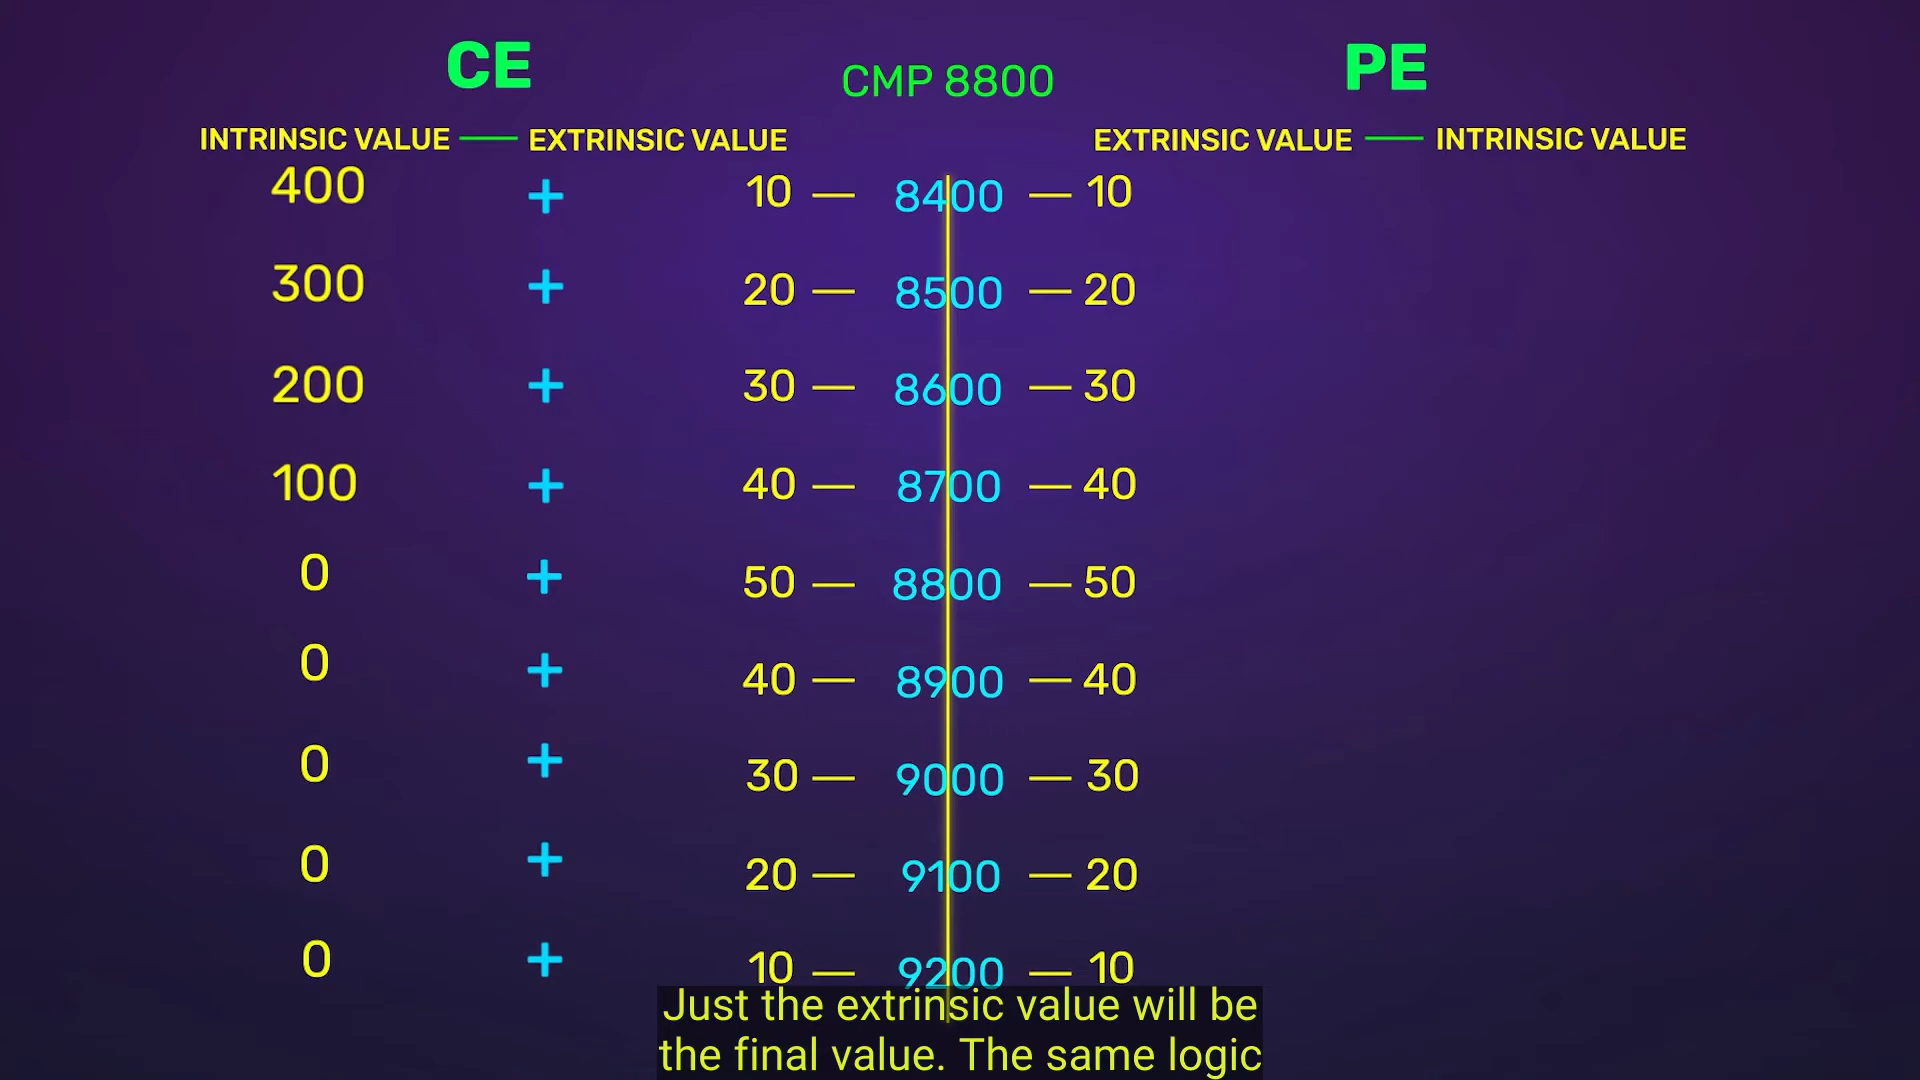 CE CMP 8800 PE
INTRINSIC VALUE — EXTRINSIC VALUE EXTRINSIC VALUE — INTRINSIC VALUE
400 + 10 — 8400 — 10
300 + 20 — 8500 — 20
200 + 30 — 8600 — 30
100 + 40 — 8700 — 40
0 + 50 — 8800 — 50
0 + 40 — 8900 — 40
0 + 30 — 9000 — 30
0 + 20 — 9100 — 20
0 + 10 — 9200 — 10
Just the extrinsic value will be
the final value. The same logic